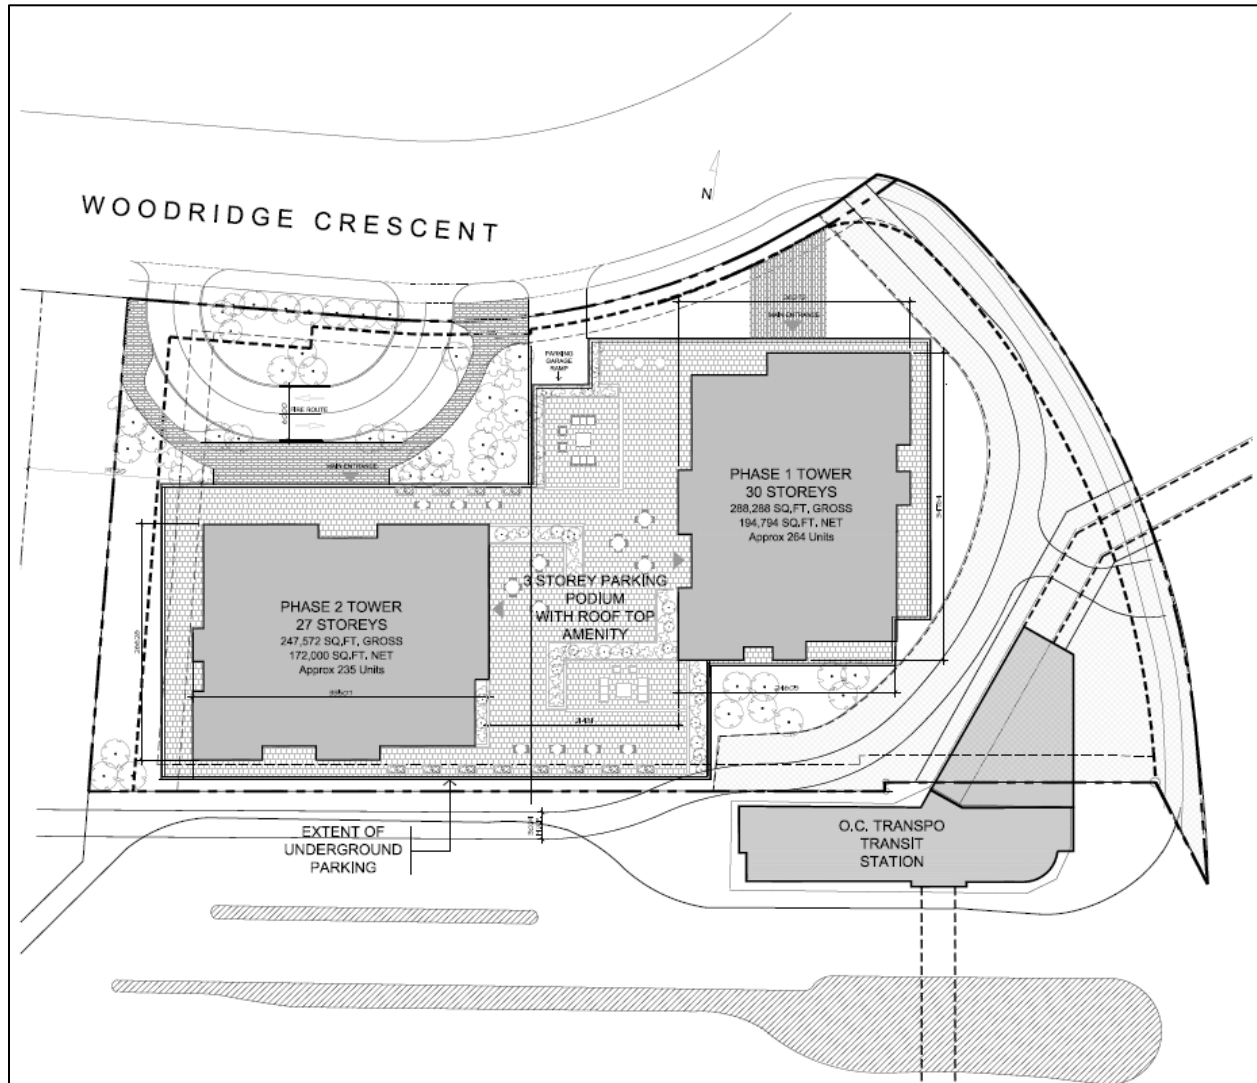 WOODRIDGE CRESCENT
N
MAIN ENTRANCE
PARKING
GARAGE
RAMP
FIRE ROUTE
MAIN ENTRANCE
PHASE 1 TOWER
30 STOREYS
288,288 SQ.FT. GROSS
194,794 SQ.FT. NET
Approx 264 Units
3 STOREY PARKING
PODIUM
WITH ROOF TOP
AMENITY
PHASE 2 TOWER
27 STOREYS
247,572 SQ.FT. GROSS
172,000 SQ.FT. NET
Approx 235 Units
EXTENT OF
UNDERGROUND
PARKING
O.C. TRANSPO
TRANSIT
STATION